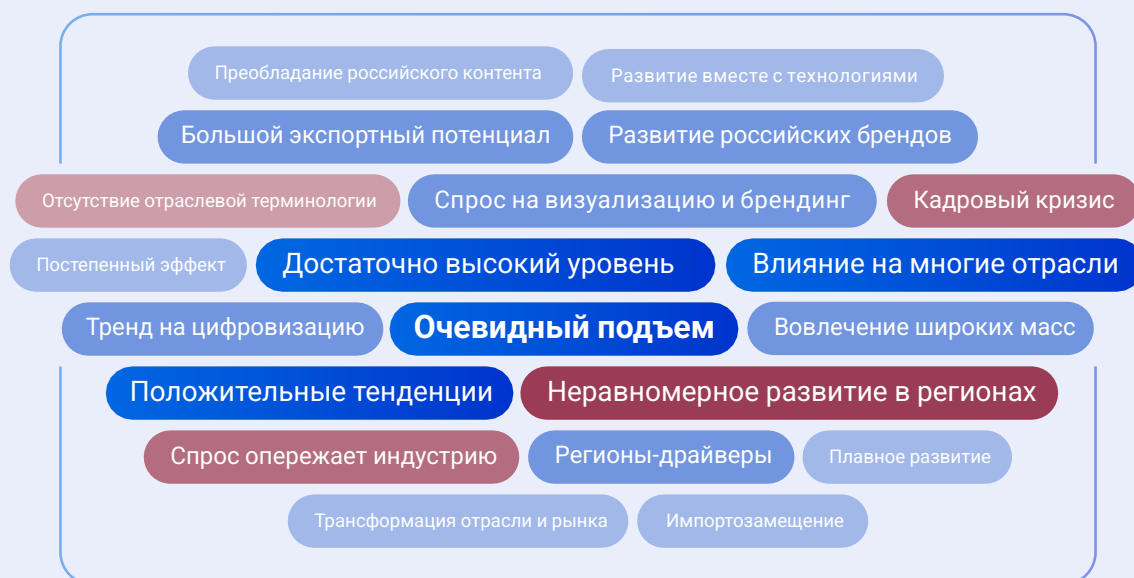 Преобладание российского контента
Развитие вместе с технологиями
Большой экспортный потенциал
Развитие российских брендов
Отсутствие отраслевой терминологии
Спрос на визуализацию и брендинг
Кадровый кризис
Постепенный эффект
Достаточно высокий уровень
Влияние на многие отрасли
Тренд на цифровизацию
Очевидный подъем
Вовлечение широких масс
Положительные тенденции
Неравномерное развитие в регионах
Спрос опережает индустрию
Регионы-драйверы
Плавное развитие
Трансформация отрасли и рынка
Импортозамещение